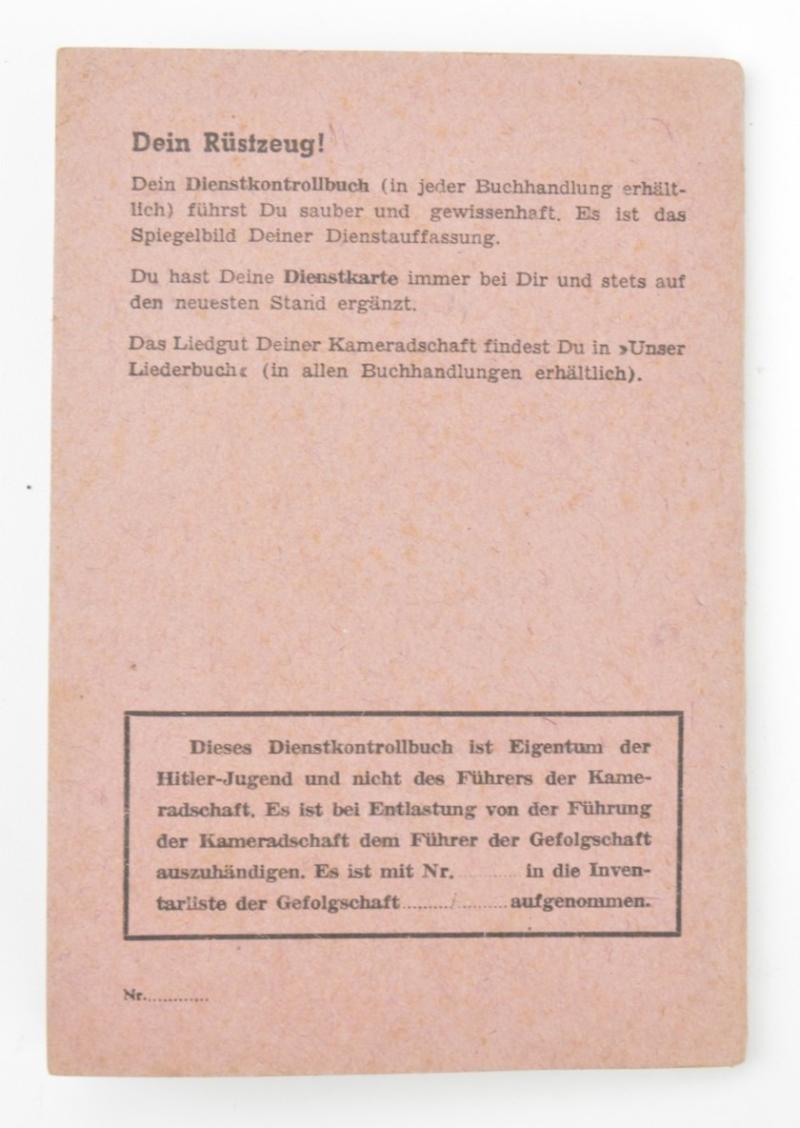 Dein Rüstzeug!
Dein Dienstkontrollbuch (in jeder Buchhandlung erhält-
lich) führst Du sauber und gewissenhaft. Es ist das
Spiegelbild Deiner Dienstauffassung.
Du hast Deine Dienstkarte immer bei Dir und stets auf
den neuesten Stand ergänzt.
Das Liedgut Deiner Kameradschaft findest Du in »Unser
Liederbuch« (in allen Buchhandlungen erhältlich).
Dieses Dienstkontrollbuch ist Eigentum der
Hitler-Jugend und nicht des Führers der Kame-
radschaft. Es ist bei Entlastung von der Führung
der Kameradschaft dem Führer der Gefolgschaft
auszuhändigen. Es ist mit Nr. ........ in die Inven-
tarliste der Gefolgschaft ........./......... aufgenommen.
Nr.............